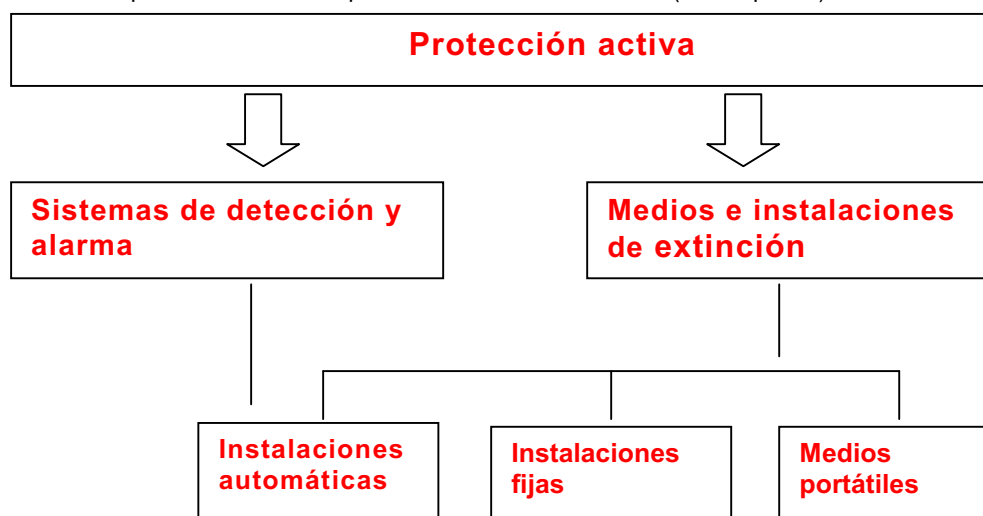 Protección activa
Sistemas de detección y
alarma
Medios e instalaciones
de extinción
Instalaciones
automáticas
Instalaciones
fijas
Medios
portátiles